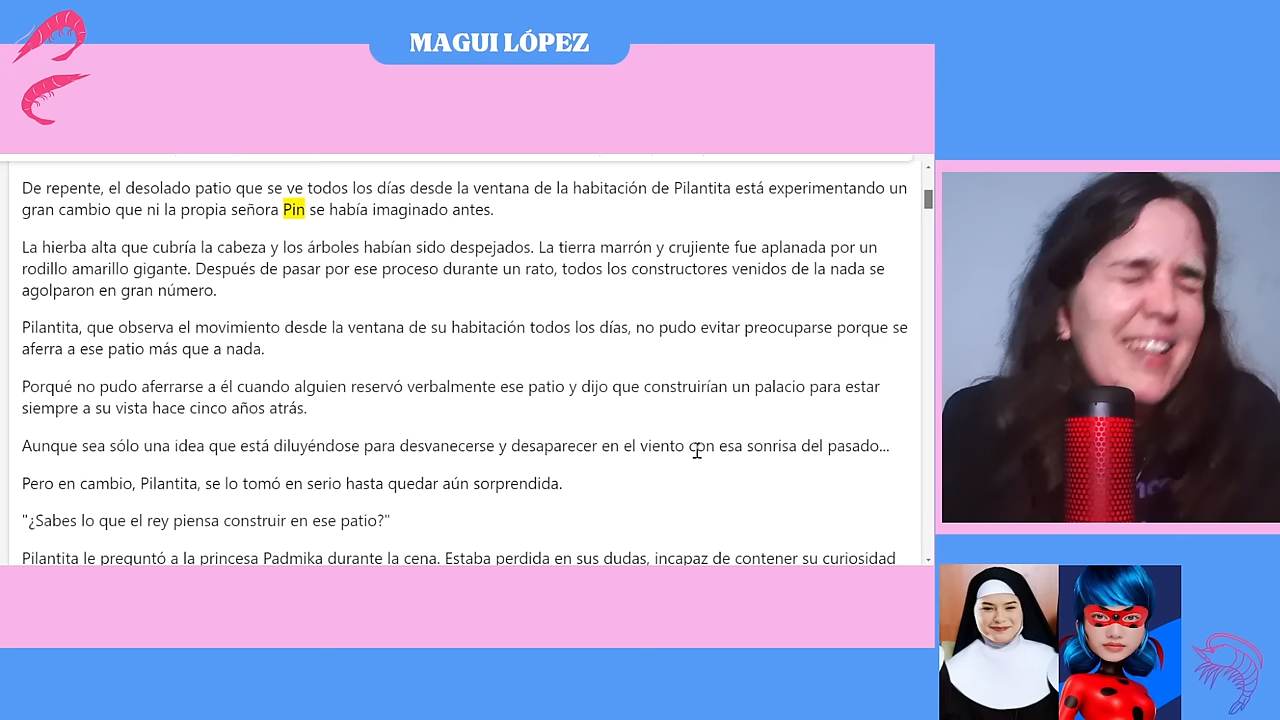 MAGUI LÓPEZ
De repente, el desolado patio que se ve todos los días desde la ventana de la habitación de Pilantita está experimentando un
gran cambio que ni la propia señora Pin se había imaginado antes.
La hierba alta que cubría la cabeza y los árboles habían sido despejados. La tierra marrón y crujiente fue aplanada por un
rodillo amarillo gigante. Después de pasar por ese proceso durante un rato, todos los constructores venidos de la nada se
agolparon en gran número.
Pilantita, que observa el movimiento desde la ventana de su habitación todos los días, no pudo evitar preocuparse porque se
aferra a ese patio más que a nada.
Porqué no pudo aferrarse a él cuando alguien reservó verbalmente ese patio y dijo que construirían un palacio para estar
siempre a su vista hace cinco años atrás.
Aunque sea sólo una idea que está diluyéndose para desvanecerse y desaparecer en el viento con esa sonrisa del pasado...
Pero en cambio, Pilantita, se lo tomó en serio hasta quedar aún sorprendida.
"¿Sabes lo que el rey piensa construir en ese patio?"
Pilantita le preguntó a la princesa Padmika durante la cena. Estaba perdida en sus dudas, incapaz de contener su curiosidad